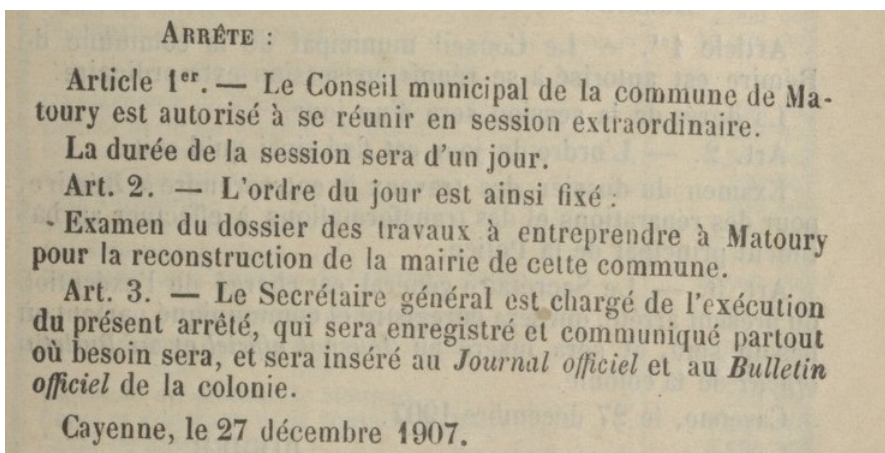 ARRÊTE :
Article 1er. — Le Conseil municipal de la commune de Ma-
toury est autorisé à se réunir en session extraordinaire.
La durée de la session sera d'un jour.
Art. 2. — L'ordre du jour est ainsi fixé :
- Examen du dossier des travaux à entreprendre à Matoury
pour la reconstruction de la mairie de cette commune.
Art. 3. — Le Secrétaire général est chargé de l'exécution
du présent arrêté, qui sera enregistré et communiqué partout
où besoin sera, et sera inséré au Journal officiel et au Bulletin
officiel de la colonie.
Cayenne, le 27 décembre 1907.